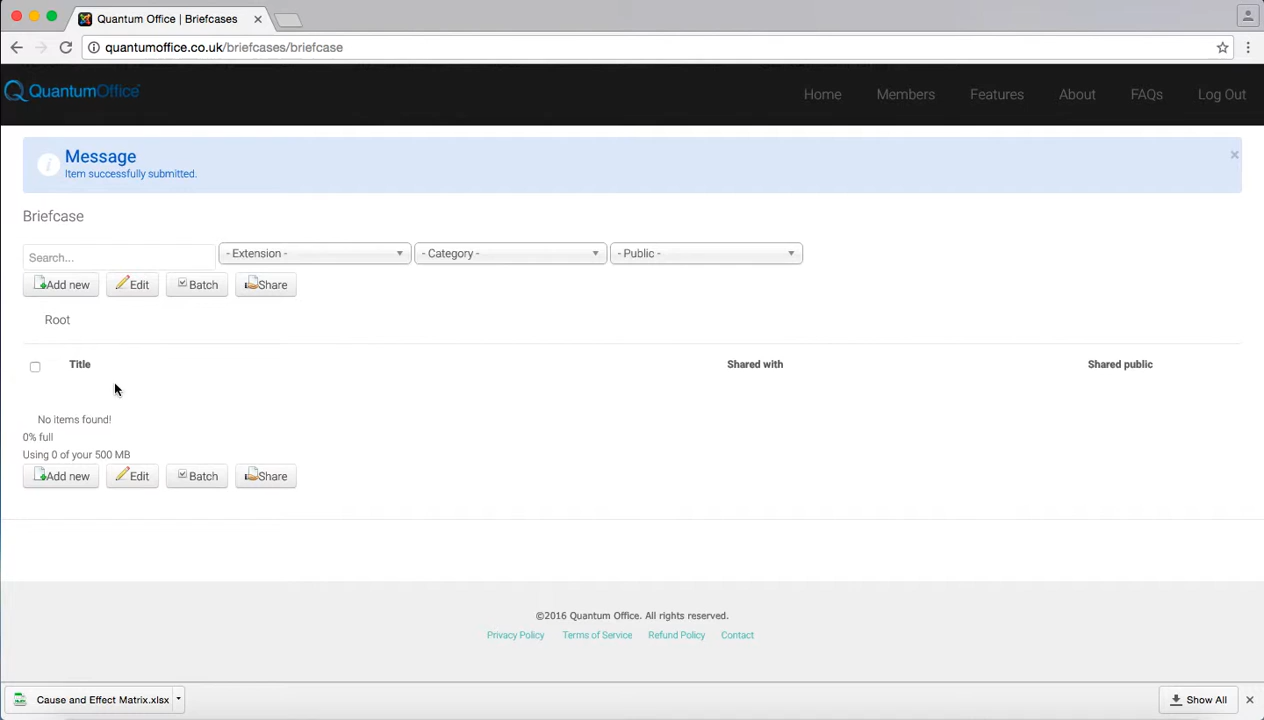 Quantum Office | Briefcases
quantumoffice.co.uk/briefcases/briefcase
QuantumOffice
Home Members Features About FAQs Log Out
Message
Item successfully submitted.
Briefcase
Search... - Extension - - Category - - Public -
Add new Edit Batch Share
Root
Title Shared with Shared public
No items found!
0% full
Using 0 of your 500 MB
Add new Edit Batch Share
©2016 Quantum Office. All rights reserved.
Privacy Policy Terms of Service Refund Policy Contact
Cause and Effect Matrix.xlsx Show All